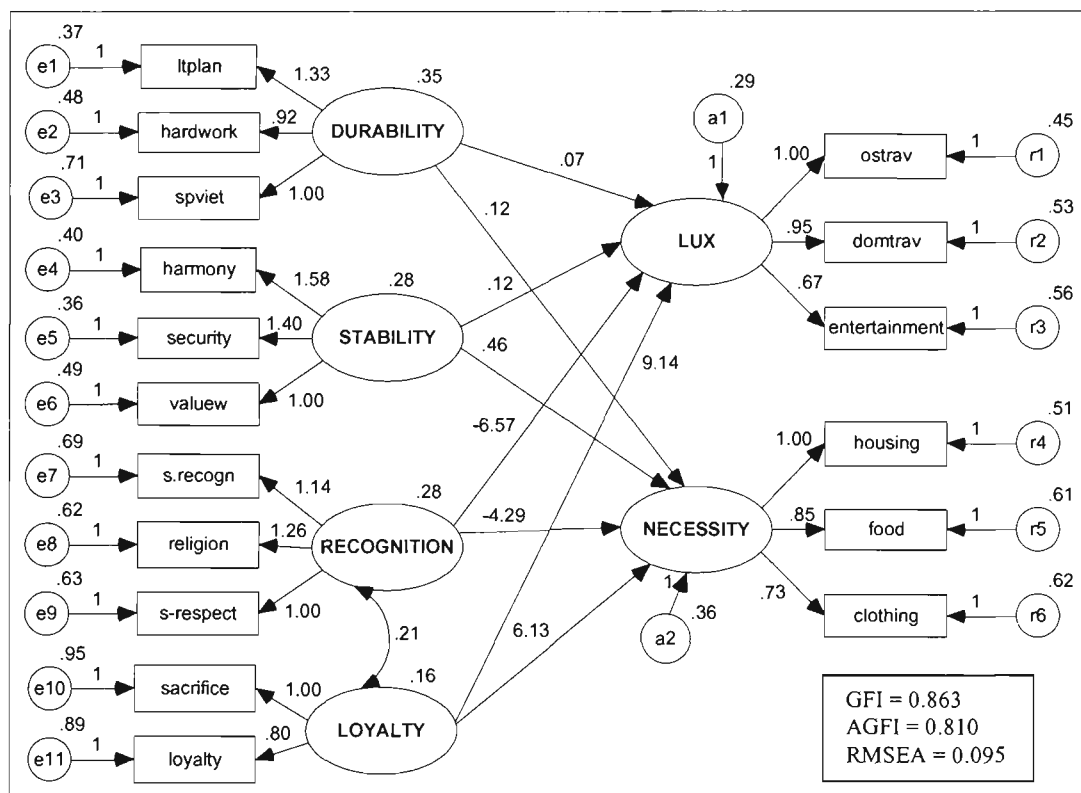 .37
e1
1
ltplan
1.33
.48
e2
1
hardwork
.92
.71
e3
1
spviet
1.00
.35
DURABILITY
.40
e4
1
harmony
1.58
.36
e5
1
security
1.40
.49
e6
1
valuew
1.00
.28
STABILITY
.69
e7
1
s.recogn
1.14
.62
e8
1
religion
1.26
.63
e9
1
s-respect
1.00
.28
RECOGNITION
.21
.95
e10
1
sacrifice
1.00
.89
e11
1
loyalty
.80
.16
LOYALTY
.07
.12
.12
.46
-6.57
-4.29
9.14
6.13
.29
a1
1
LUX
1.00
ostrav
1
.45
r1
.95
domtrav
1
.53
r2
.67
entertainment
1
.56
r3
NECESSITY
1
a2
.36
1.00
housing
1
.51
r4
.85
food
1
.61
r5
.73
clothing
1
.62
r6
GFI = 0.863
AGFI = 0.810
RMSEA = 0.095